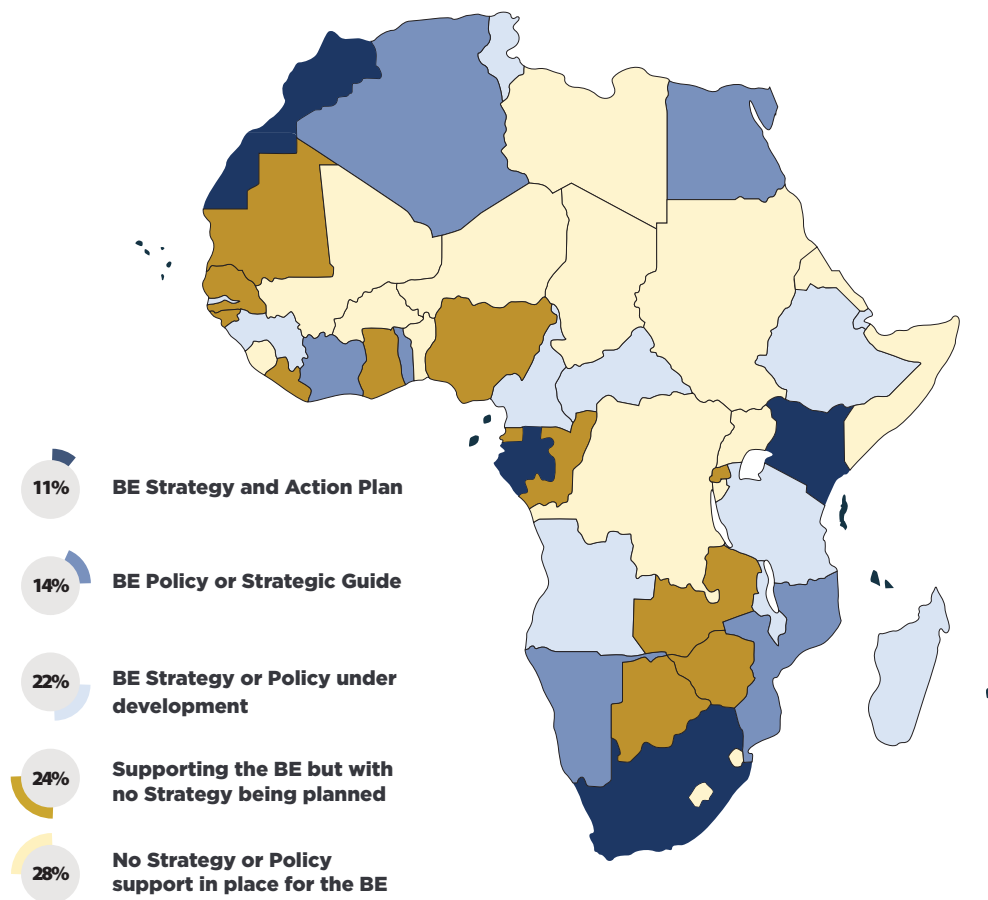 11%
BE Strategy and Action Plan
14%
BE Policy or Strategic Guide
22%
BE Strategy or Policy under
development
24%
Supporting the BE but with
no Strategy being planned
28%
No Strategy or Policy
support in place for the BE